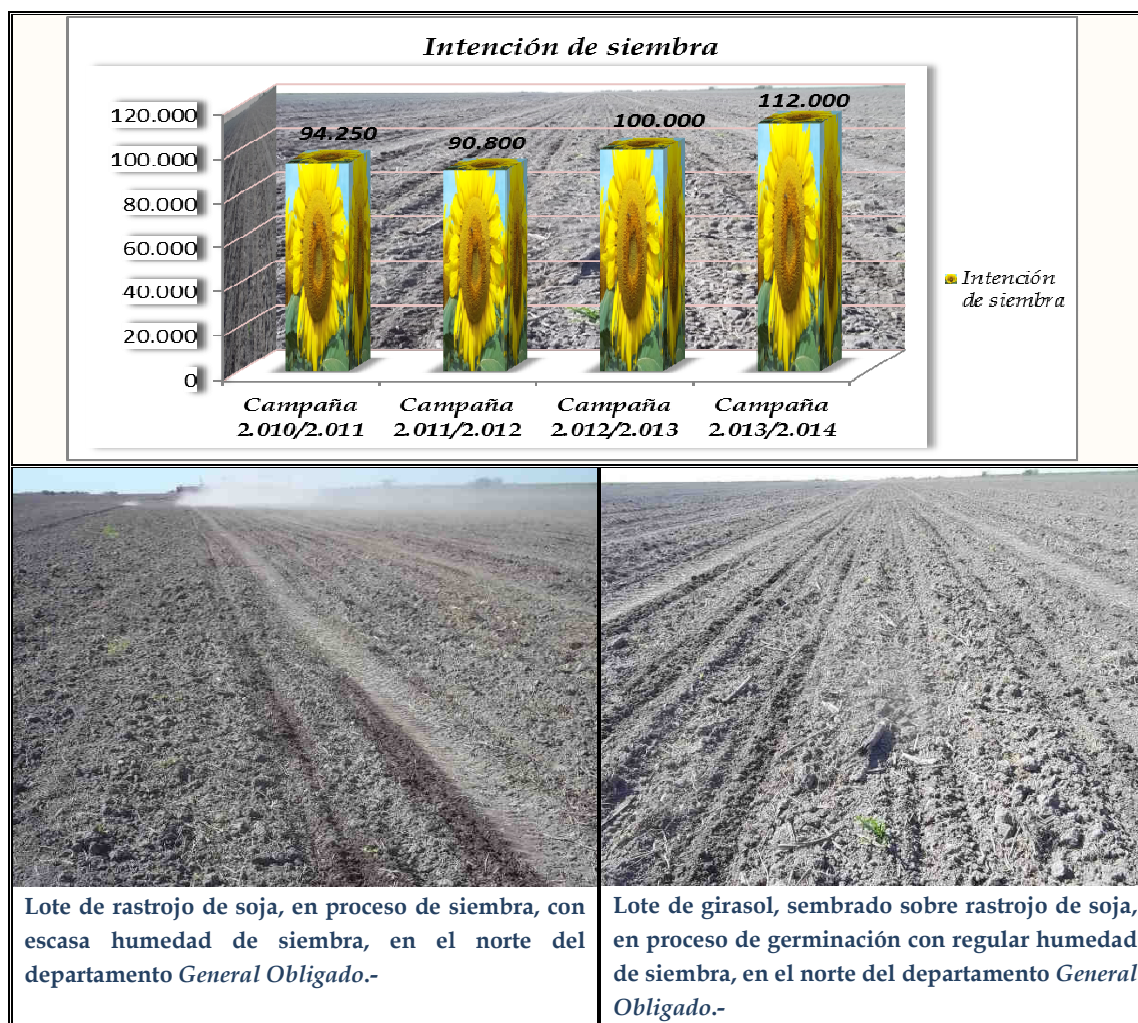 Intención de siembra
120.000
100.000
80.000
60.000
40.000
20.000
0
94.250
90.800
100.000
112.000
Campaña
2.010/2.011
Campaña
2.011/2.012
Campaña
2.012/2.013
Campaña
2.013/2.014
Intención
de siembra
Lote de rastrojo de soja, en proceso de siembra, con
escasa humedad de siembra, en el norte del
departamento General Obligado.-
Lote de girasol, sembrado sobre rastrojo de soja,
en proceso de germinación con regular humedad
de siembra, en el norte del departamento General
Obligado.-